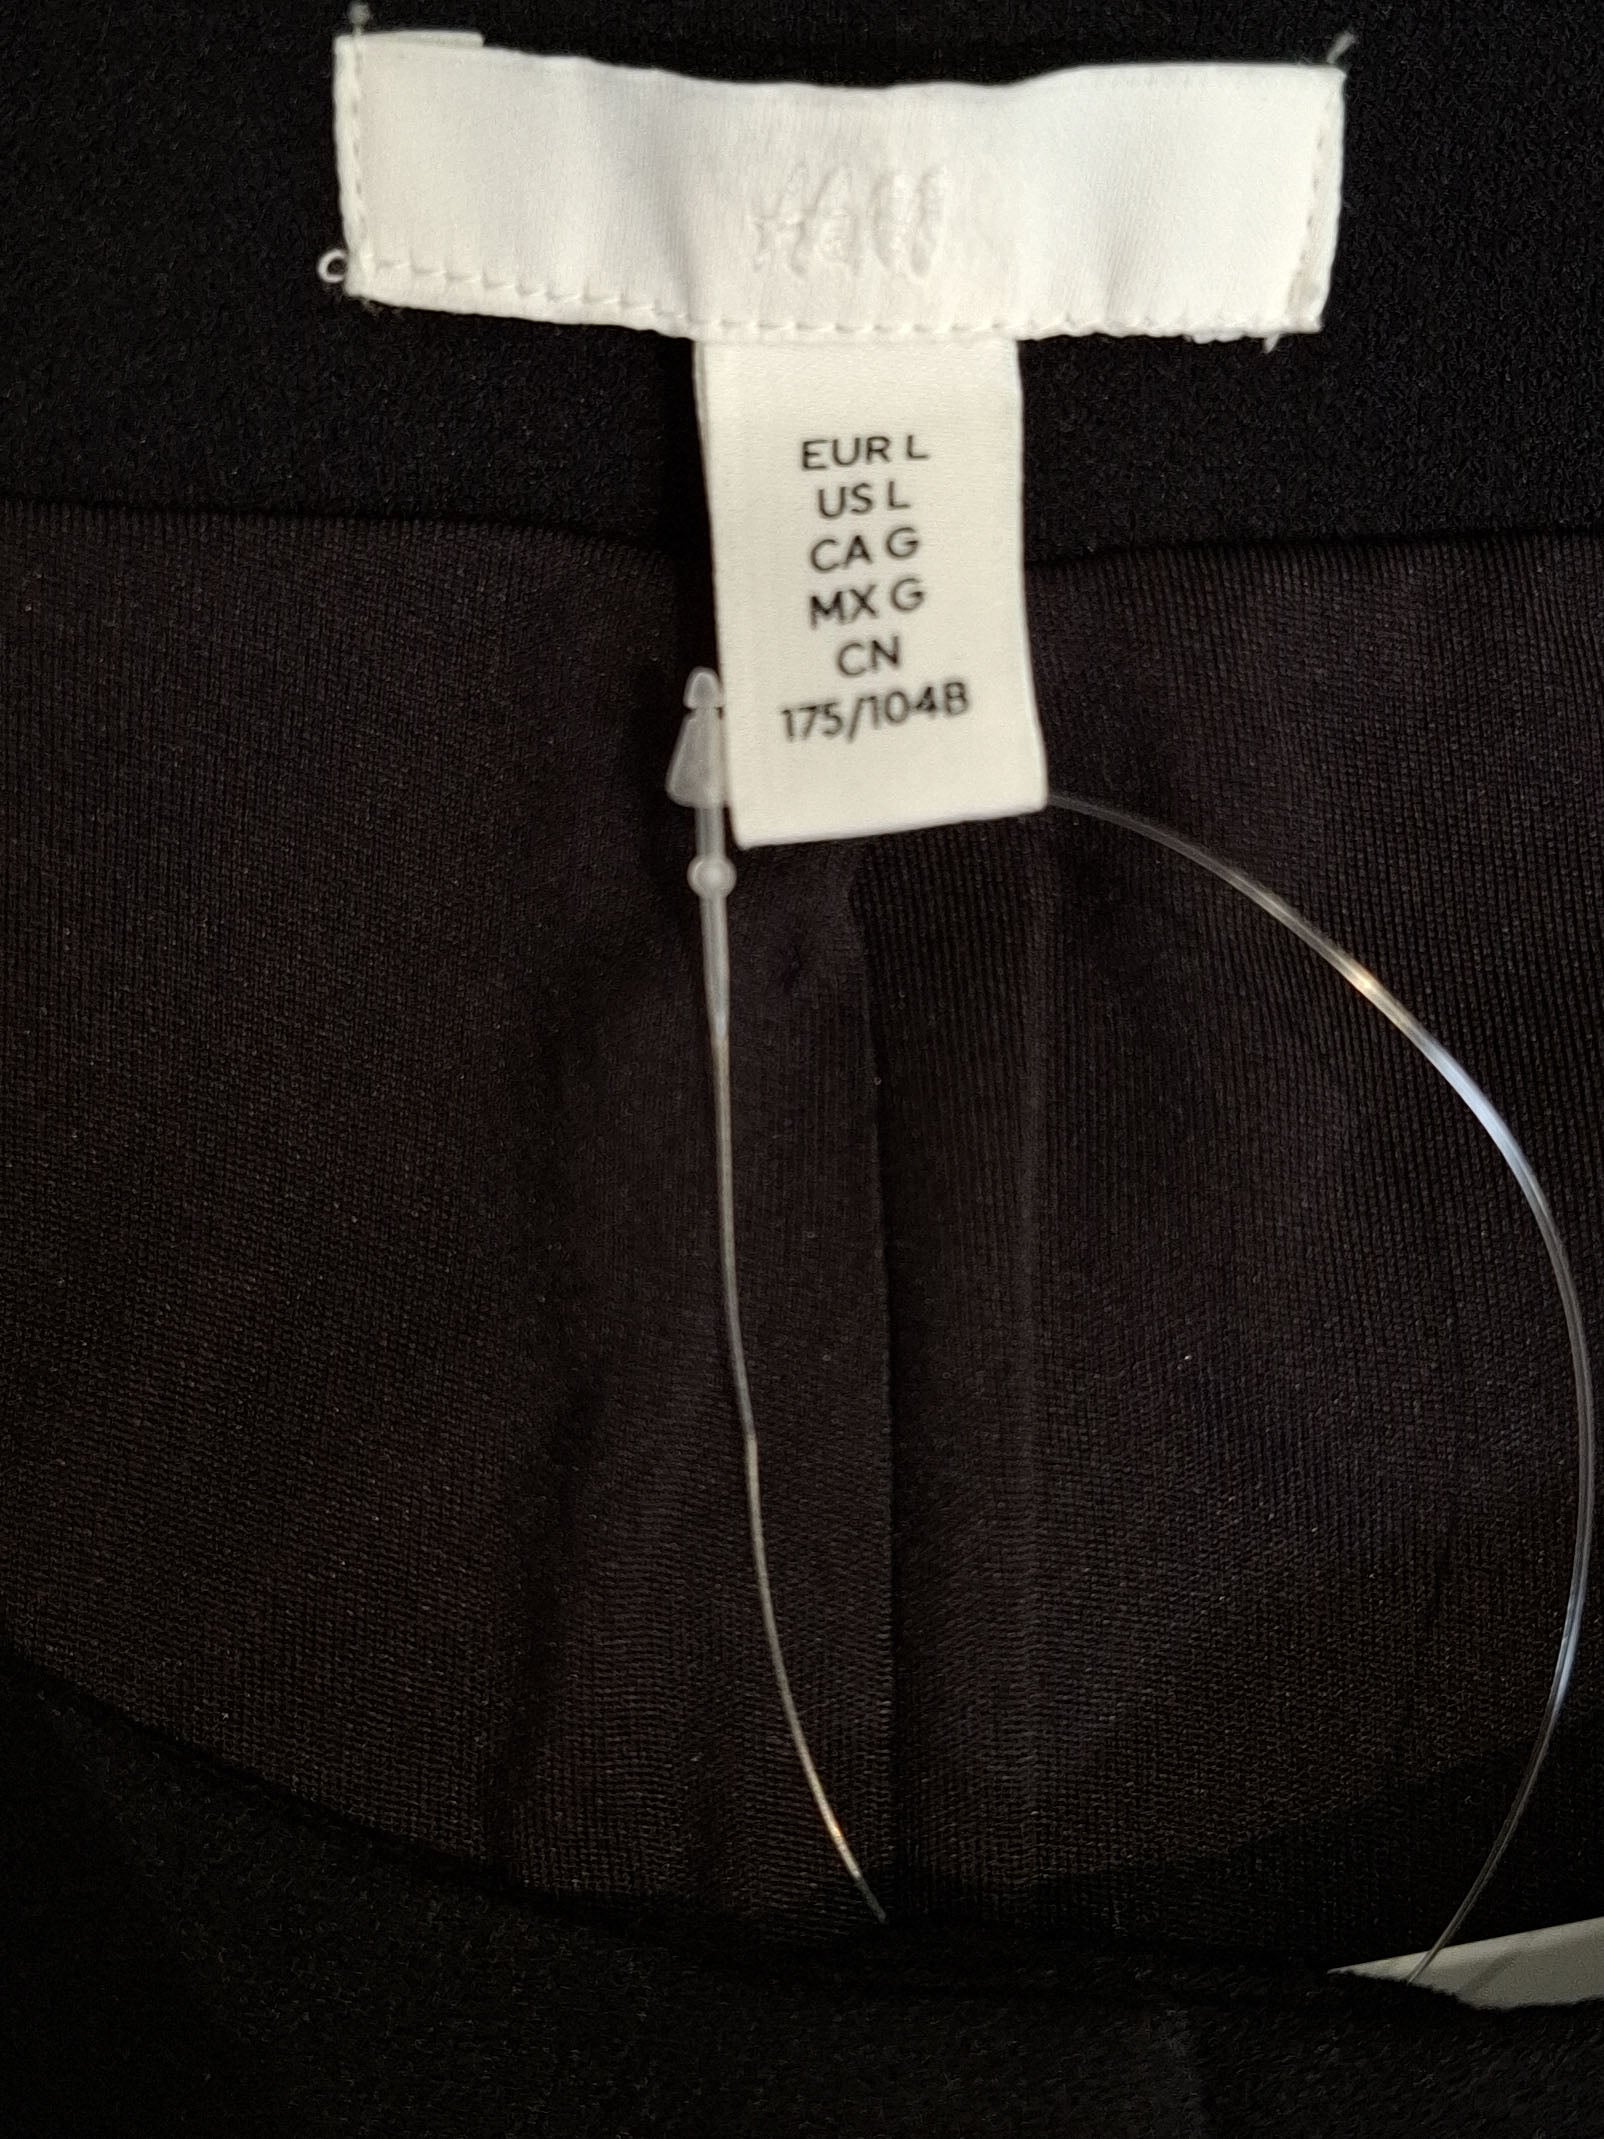 H&M
EUR L
US L
CA G
MX G
CN
175/104B